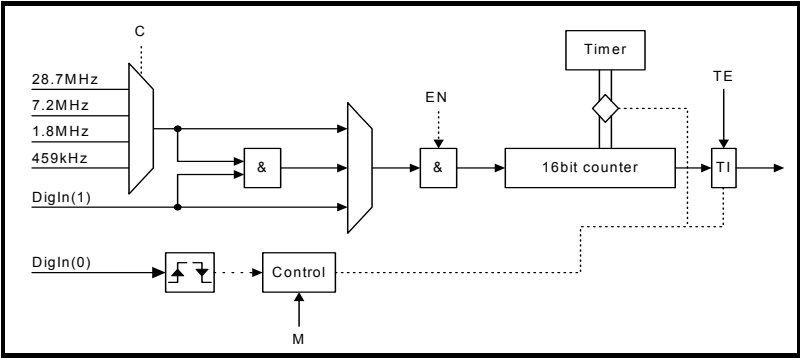 C
Timer
28.7MHz
TE
7.2MHz
EN
1.8MHz
459kHz
&
&
16bit counter
TI
DigIn(1)
DigIn(0)
Control
M